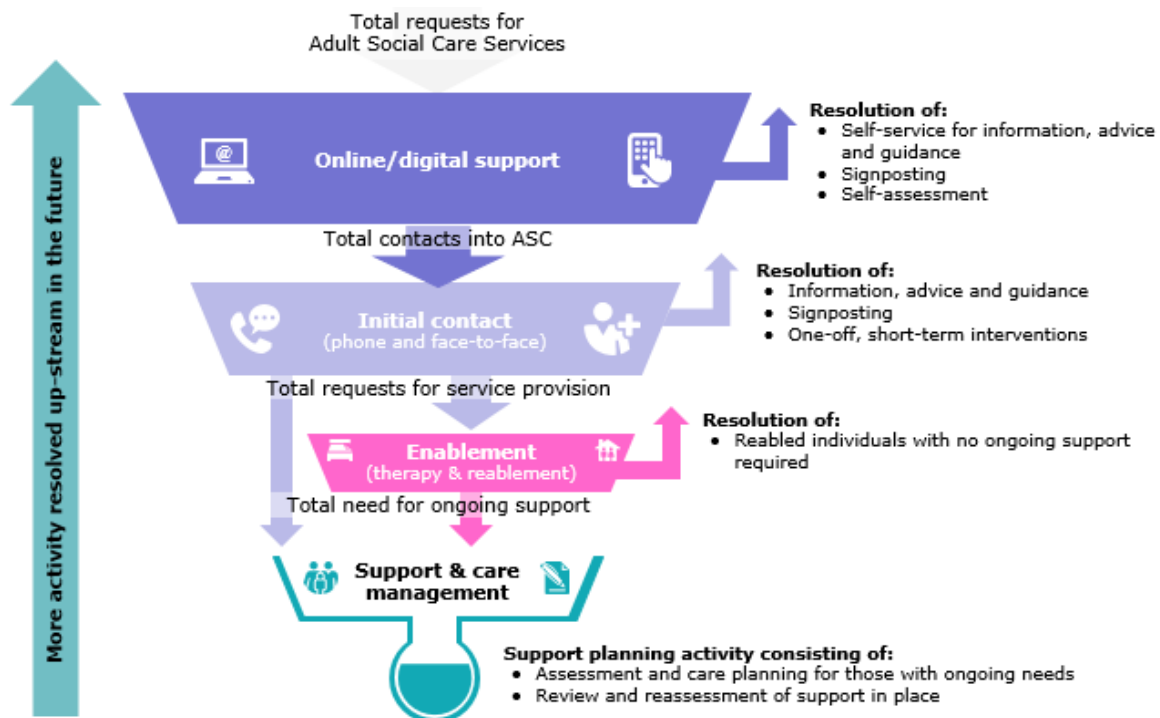 Total requests for
Adult Social Care Services
More activity resolved up-stream in the future
@
Online/digital support
Resolution of:
• Self-service for information, advice
and guidance
• Signposting
• Self-assessment
Total contacts into ASC
Initial contact
(phone and face-to-face)
Resolution of:
• Information, advice and guidance
• Signposting
• One-off, short-term interventions
Total requests for service provision
Enablement
(therapy & reablement)
Resolution of:
• Reabled individuals with no ongoing support
required
Total need for ongoing support
Support & care
management
Support planning activity consisting of:
• Assessment and care planning for those with ongoing needs
• Review and reassessment of support in place